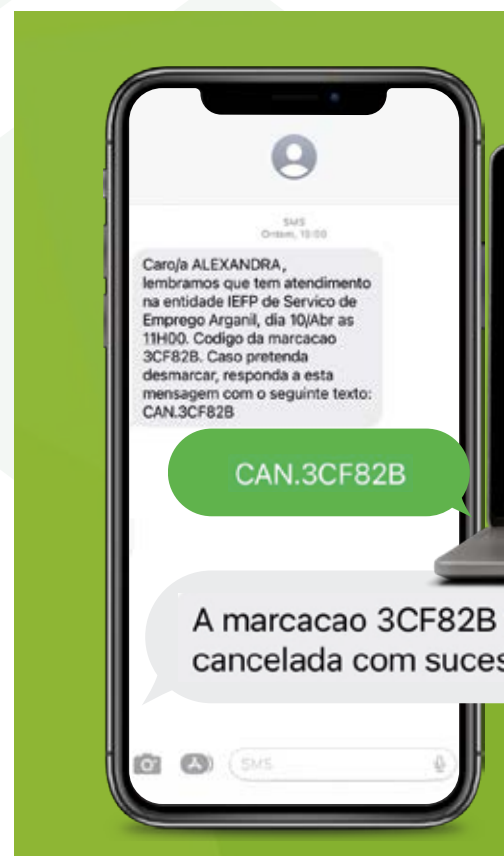 SMS
Ontem, 10:00
Caro/a ALEXANDRA,
lembramos que tem atendimento
na entidade IEFP de Servico de
Emprego Arganil, dia 10/Abr as
11H00. Codigo da marcacao
3CF82B. Caso pretenda
desmarcar, responda a esta
mensagem com o seguinte texto:
CAN.3CF82B
CAN.3CF82B
A marcacao 3CF82B
cancelada com suces
SMS